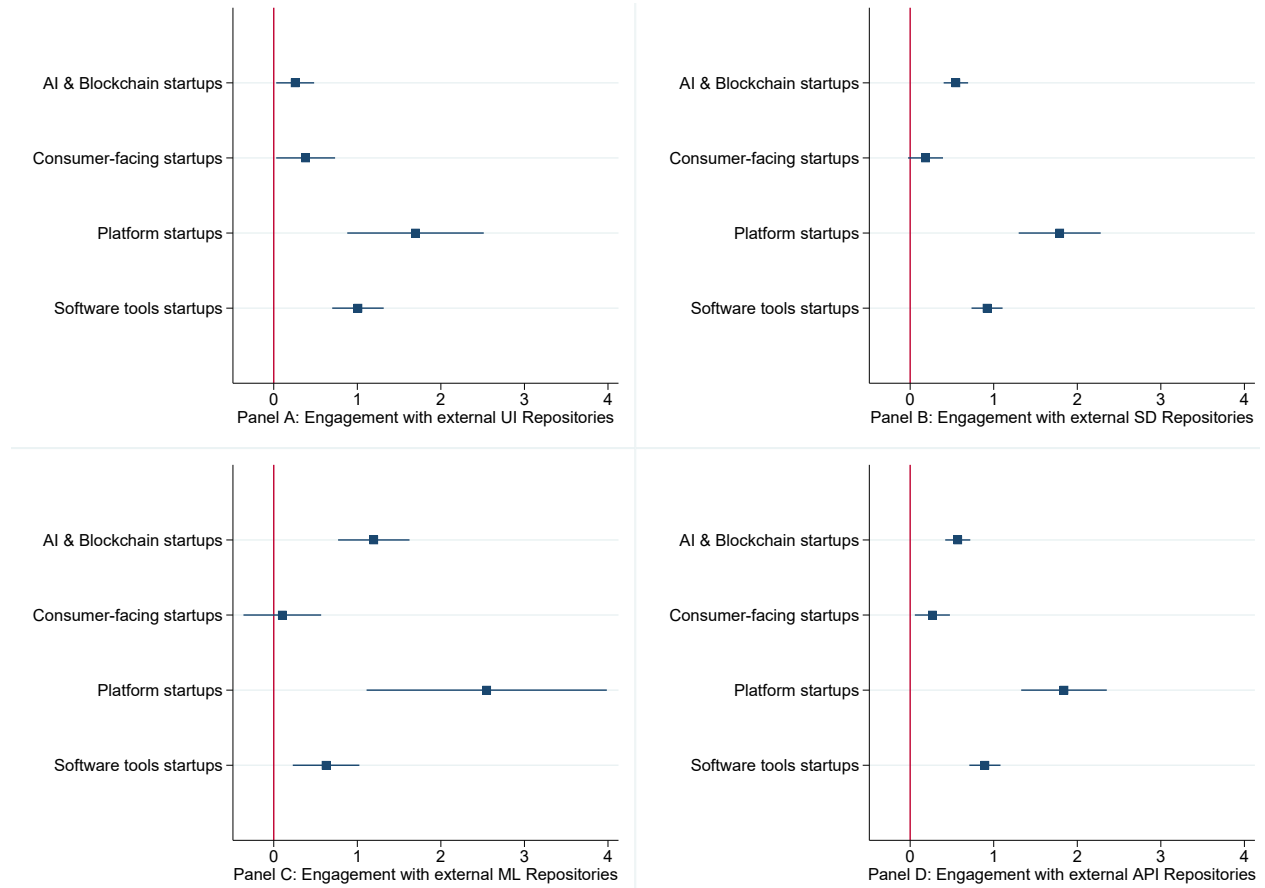 AI & Blockchain startups
Consumer-facing startups
Platform startups
Software tools startups
0 1 2 3 4
Panel A: Engagement with external UI Repositories
AI & Blockchain startups
Consumer-facing startups
Platform startups
Software tools startups
0 1 2 3 4
Panel B: Engagement with external SD Repositories
AI & Blockchain startups
Consumer-facing startups
Platform startups
Software tools startups
0 1 2 3 4
Panel C: Engagement with external ML Repositories
AI & Blockchain startups
Consumer-facing startups
Platform startups
Software tools startups
0 1 2 3 4
Panel D: Engagement with external API Repositories